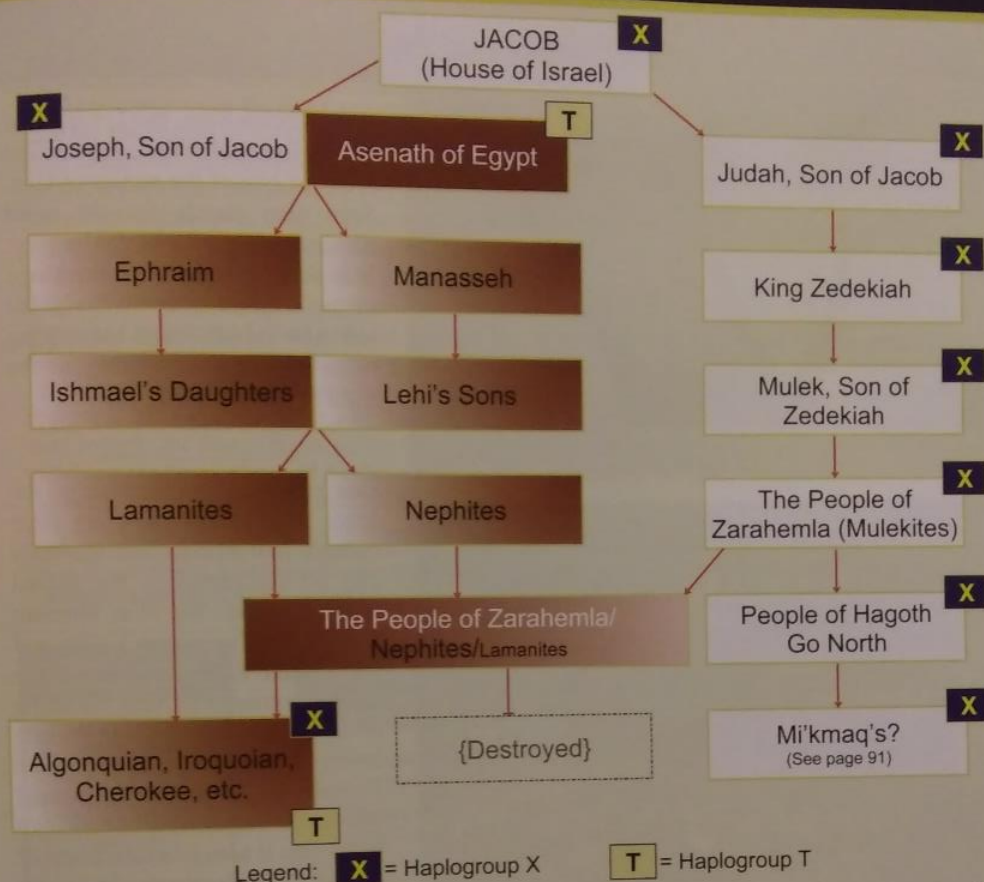 JACOB
(House of Israel)
X
X
Joseph, Son of Jacob
Asenath of Egypt
T
Judah, Son of Jacob
X
Ephraim
Manasseh
King Zedekiah
X
Ishmael's Daughters
Lehi's Sons
Mulek, Son of
Zedekiah
X
Lamanites
Nephites
The People of
Zarahemla (Mulekites)
X
The People of Zarahemla/
Nephites/Lamanites
People of Hagoth
Go North
X
Algonquian, Iroquoian,
Cherokee, etc.
X
T
{Destroyed}
Mi'kmaq's?
(See page 91)
X
Legend: X = Haplogroup X T = Haplogroup T